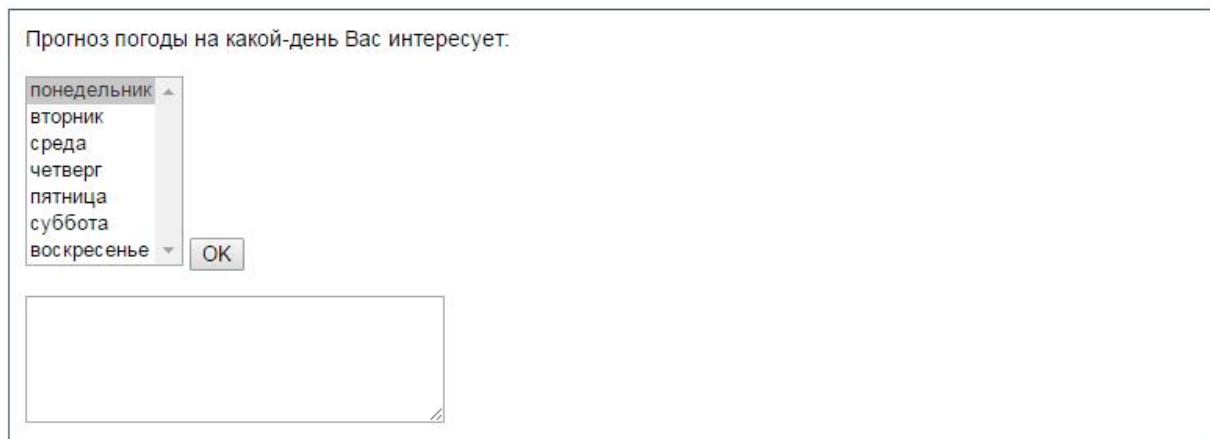 Прогноз погоды на какой-день Вас интересует:
понедельник
вторник
среда
четверг
пятница
суббота
воскресенье
OK